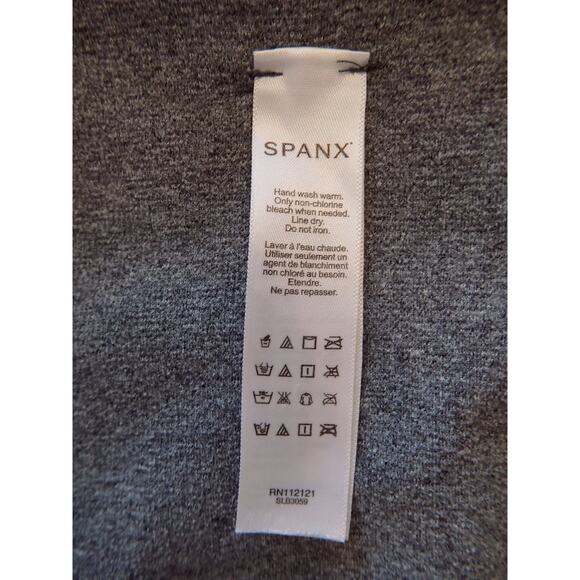 SPANX®
Hand wash warm.
Only non-chlorine
bleach when needed.
Line dry.
Do not iron.
Laver à l'eau chaude.
Utiliser seulement un
agent de blanchiment
non chloré au besoin.
Etendre.
Ne pas repasser.
RN112121
SLB3059